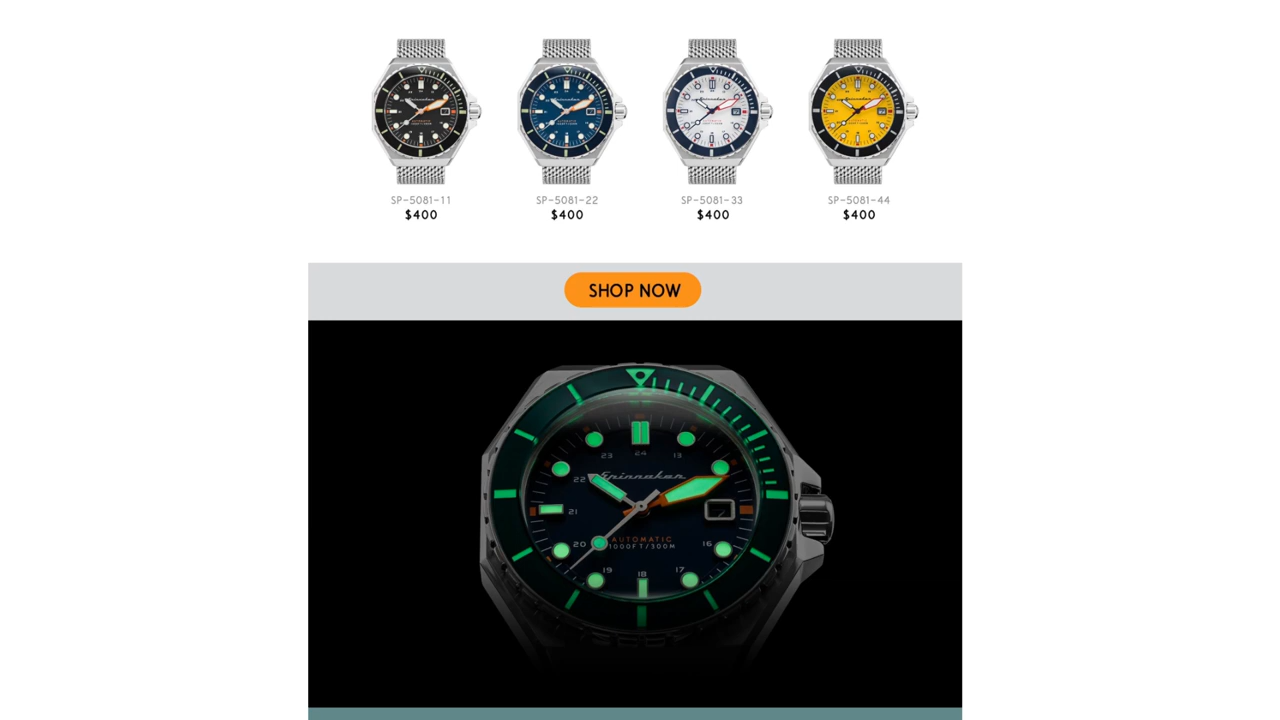 SP-5081-11
SP-5081-22
SP-5081-33
SP-5081-44
$400
$400
$400
$400
SHOP NOW
23
24
13
22
Spinnaker
21
AUTOMATIC
20
1000FT/300M
16
19
18
17